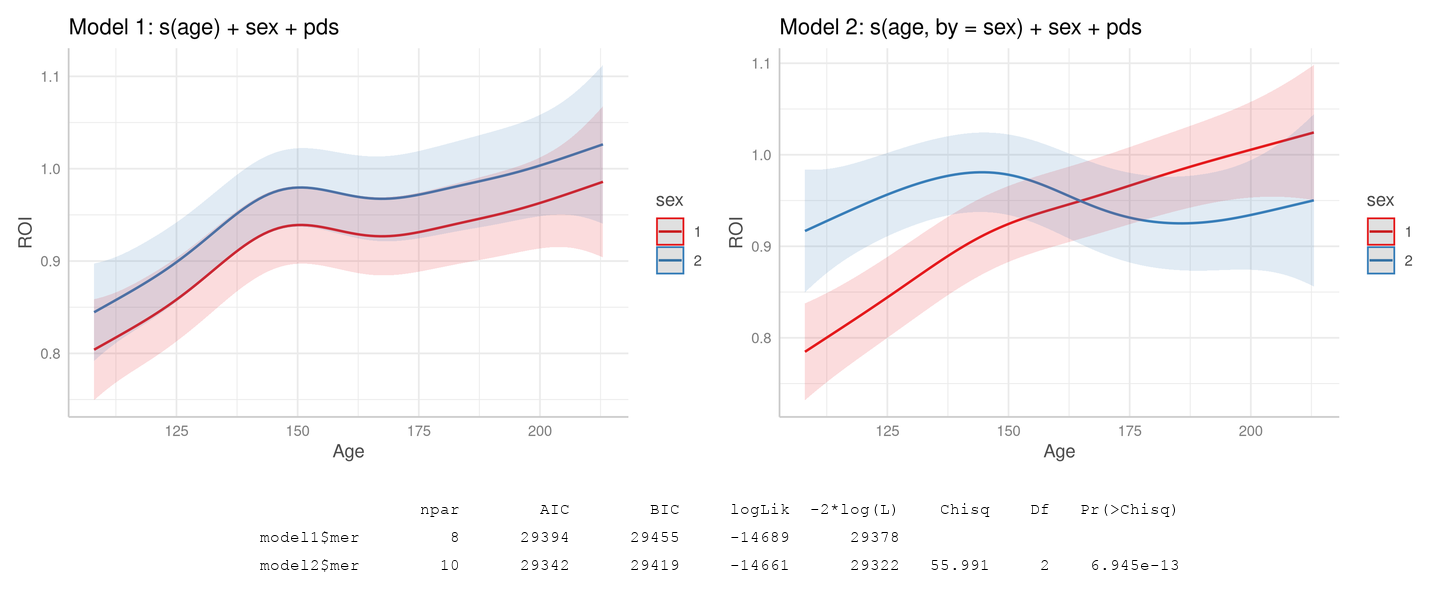 Model 1: s(age) + sex + pds
1.1
1.0
0.9
0.8
ROI
125 150 175 200
Age
sex
1
2
Model 2: s(age, by = sex) + sex + pds
1.1
1.0
0.9
0.8
ROI
125 150 175 200
Age
sex
1
2
npar AIC BIC logLik -2*log(L) Chisq Df Pr(>Chisq)
model1$mer 8 29394 29455 -14689 29378
model2$mer 10 29342 29419 -14661 29322 55.991 2 6.945e-13